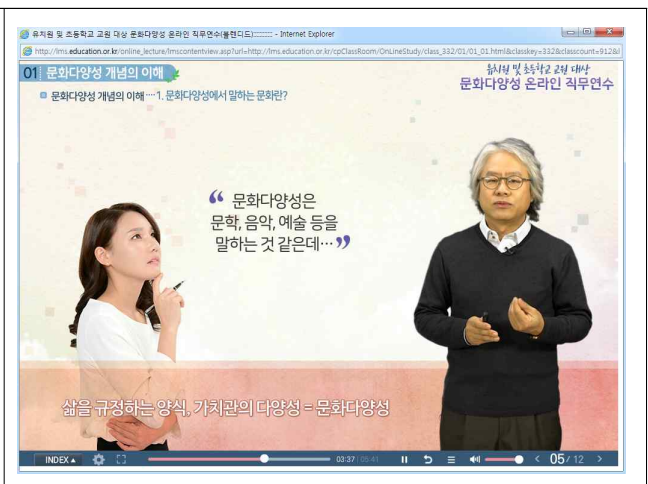 유치원 및 초등학교 교원 대상 문화다양성 온라인 직무연수(블렌디드):::::::: - Internet Explorer
http://lms.education.or.kr/online_lecture/lmscontentview.asp?url=http://lms.education.or.kr/cpClassRoom/OnLineStudy/class_332/01/01_01.html&classkey=332&classcount=912&l
01 문화다양성 개념의 이해
유치원 및 초등학교 교원 대상
문화다양성 온라인 직무연수
문화다양성 개념의 이해 ···· 1. 문화다양성에서 말하는 문화란?
“ 문화다양성은
문학, 음악, 예술 등을
말하는 것 같은데… ”
삶을 규정하는 양식, 가치관의 다양성 = 문화다양성
INDEX ▲ 03:37 05:41 < 05 / 12 >